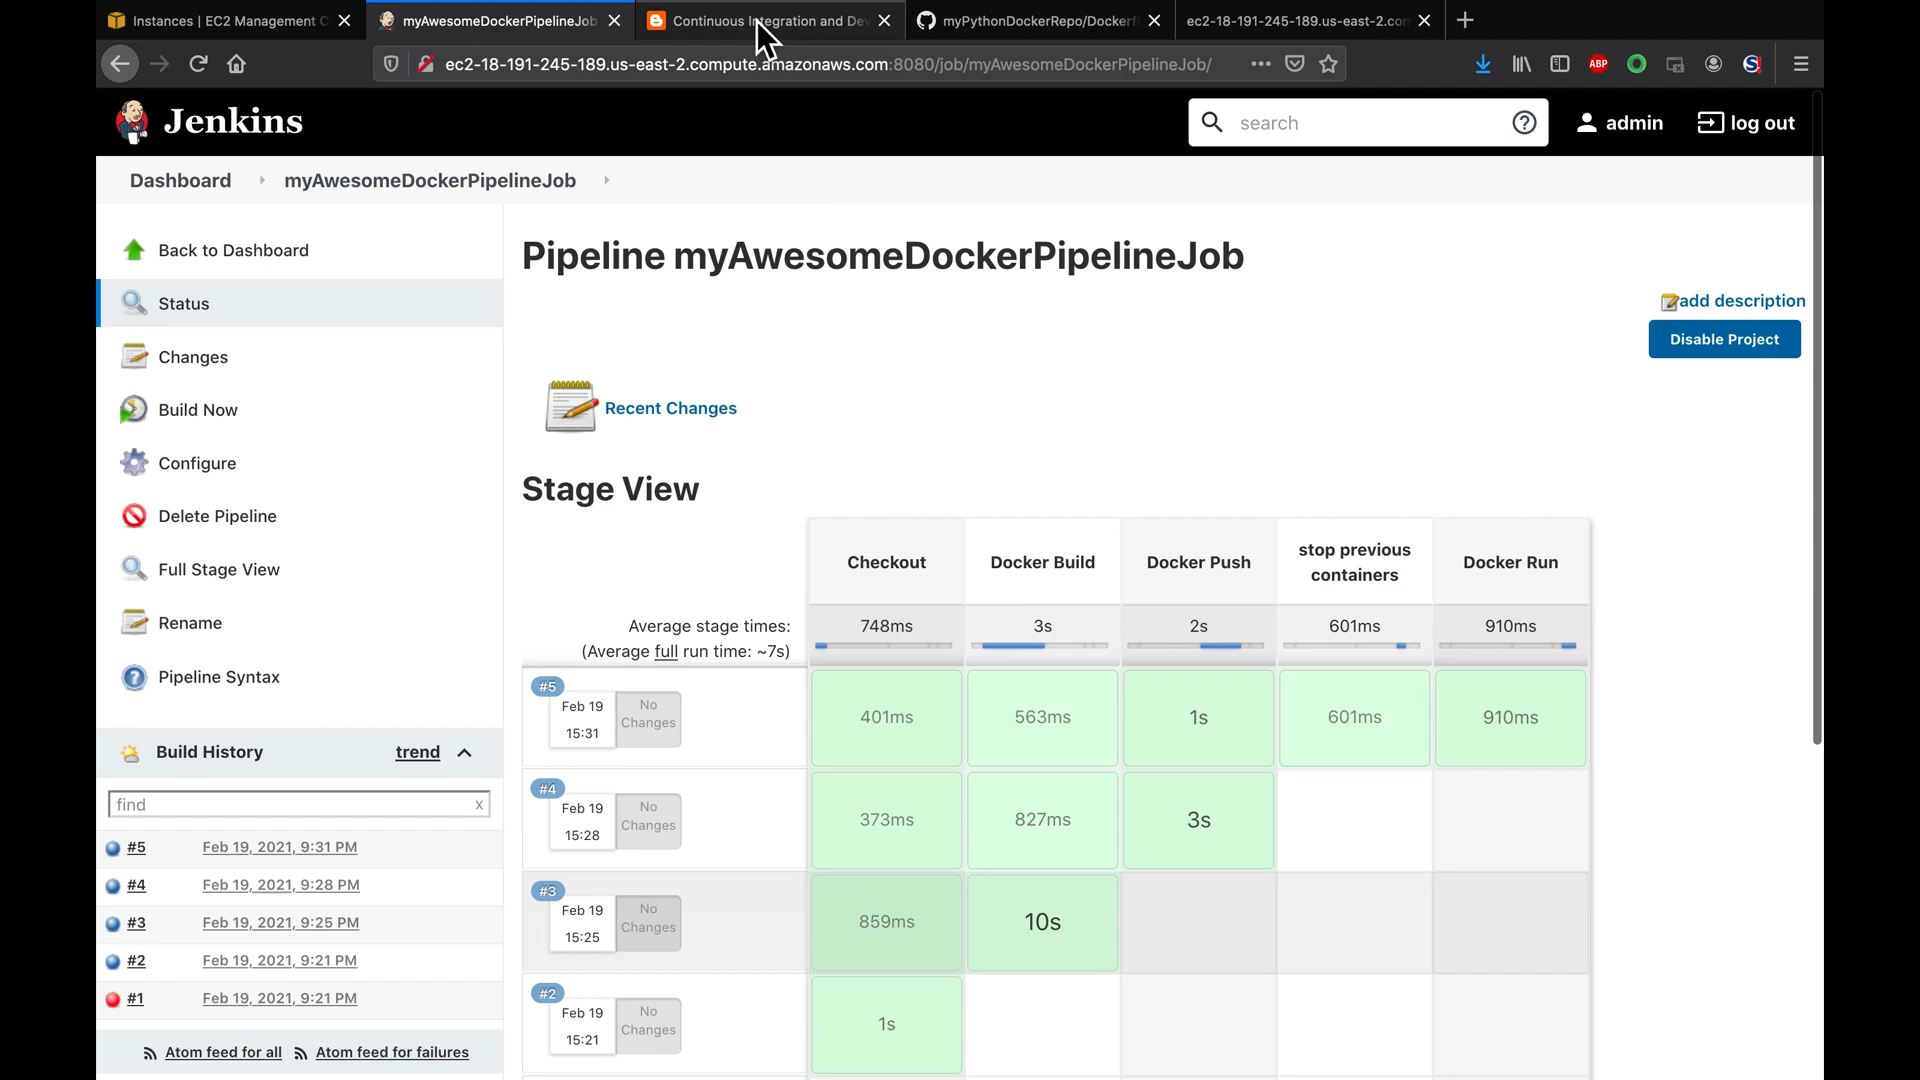 Instances | EC2 Management C
myAwesomeDockerPipelineJob
Continuous Integration and Dev
myPythonDockerRepo/Dockerfi
ec2-18-191-245-189.us-east-2.com
ec2-18-191-245-189.us-east-2.compute.amazonaws.com:8080/job/myAwesomeDockerPipelineJob/
ABP
Jenkins
search
admin
log out
Dashboard
myAwesomeDockerPipelineJob
Back to Dashboard
Status
Changes
Build Now
Configure
Delete Pipeline
Full Stage View
Rename
Pipeline Syntax
Build History
trend
find
x
#5 Feb 19, 2021, 9:31 PM
#4 Feb 19, 2021, 9:28 PM
#3 Feb 19, 2021, 9:25 PM
#2 Feb 19, 2021, 9:21 PM
#1 Feb 19, 2021, 9:21 PM
Atom feed for all
Atom feed for failures
Pipeline myAwesomeDockerPipelineJob
add description
Disable Project
Recent Changes
Stage View
Checkout
Docker Build
Docker Push
stop previous
containers
Docker Run
Average stage times:
(Average full run time: ~7s)
748ms
3s
2s
601ms
910ms
#5
Feb 19
15:31
No
Changes
401ms
563ms
1s
601ms
910ms
#4
Feb 19
15:28
No
Changes
373ms
827ms
3s
#3
Feb 19
15:25
No
Changes
859ms
10s
#2
Feb 19
15:21
No
Changes
1s